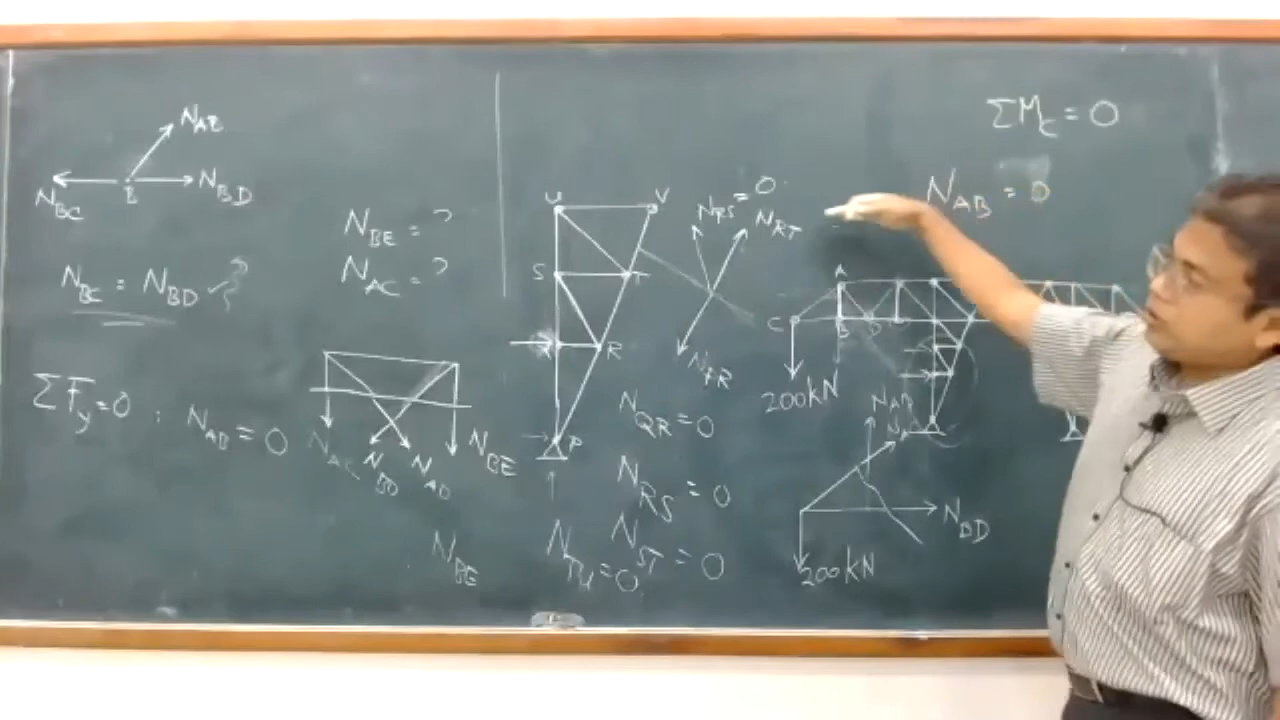 N_AB
N_BC B N_BD
N_BC = N_BD ✓
ΣF_y=0 : N_AB = 0
N_BE = ?
N_AC = ?
N_AC N_BD N_AD N_BE
N_BE
U V
S T
R
P
N_RS = 0
N_RT
N_QR = 0
N_RS = 0
N_ST = 0
N_TU = 0
ΣM_C = 0
N_AB = 0
A
C B D
200kN
N_AB
N_BD
200kN